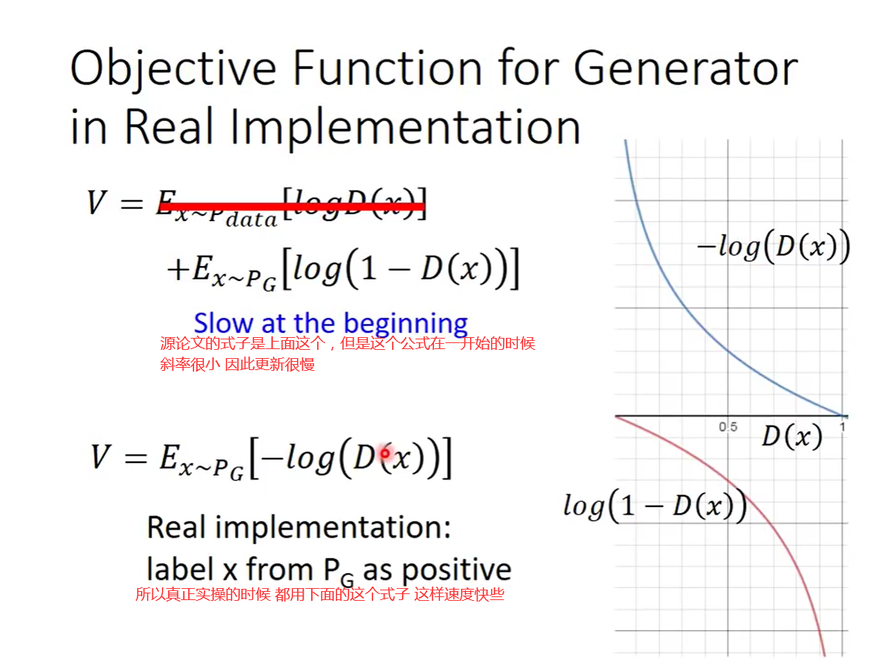 Objective Function for Generator
in Real Implementation
V = E_{x∼P_{data}}[logD(x)]
+E_{x∼P_G}[log(1 − D(x))]
Slow at the beginning
源论文的式子是上面这个，但是这个公式在一开始的时候
斜率很小 因此更新很慢
V = E_{x∼P_G}[−log(D(x))]
Real implementation:
label x from P_G as positive
所以真正实操的时候 都用下面的这个式子 这样速度快些
−log(D(x))
0.5
1
D(x)
log(1 − D(x))